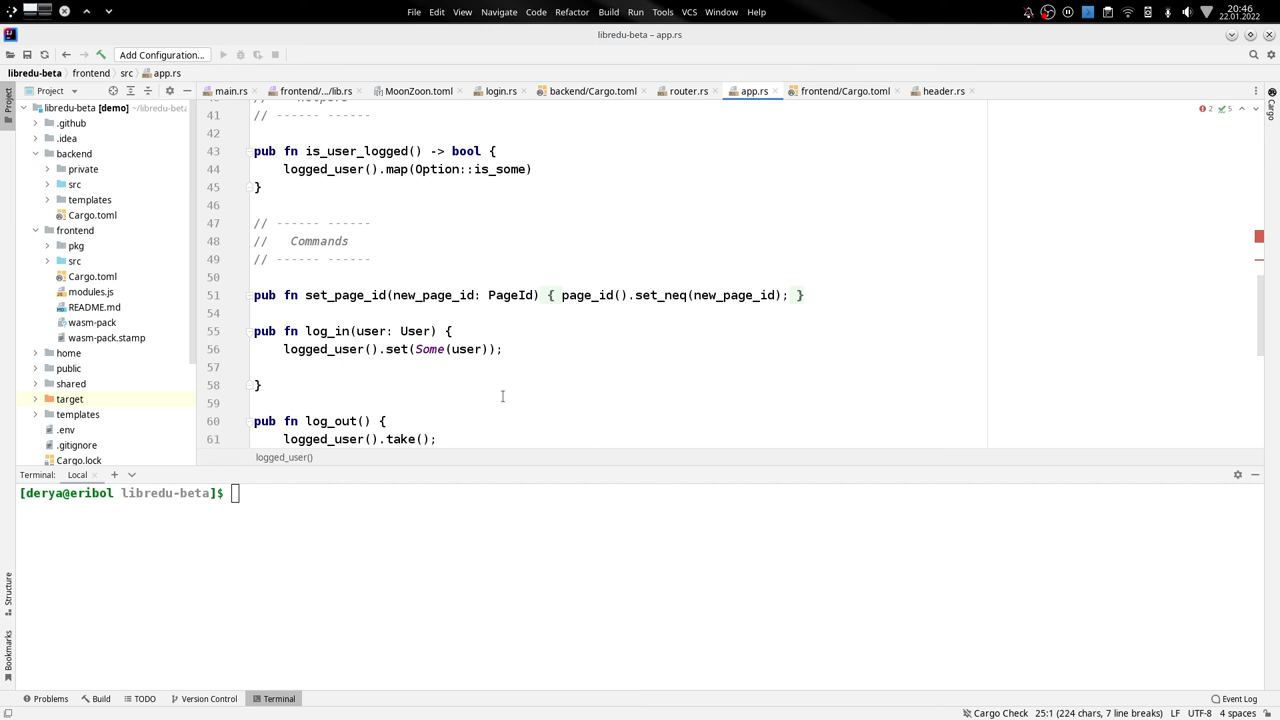 File Edit View Navigate Code Refactor Build Run Tools VCS Window Help
20:46
22.01.2022
libredu-beta – app.rs
Add Configuration...
libredu-beta frontend src app.rs
Project
main.rs frontend/.../lib.rs MoonZoon.toml login.rs backend/Cargo.toml router.rs app.rs frontend/Cargo.toml header.rs
Project
Cargo
libredu-beta [demo] ~/libredu-beta
.github
.idea
backend
private
src
templates
Cargo.toml
frontend
pkg
src
Cargo.toml
modules.js
README.md
wasm-pack
wasm-pack.stamp
home
public
shared
target
templates
.env
.gitignore
Cargo.lock
2 5
41 // ------ ------
42
43 pub fn is_user_logged() -> bool {
44 logged_user().map(Option::is_some)
45 }
46
47 // ------ ------
48 // Commands
49 // ------ ------
50
51 pub fn set_page_id(new_page_id: PageId) { page_id().set_neq(new_page_id); }
54
55 pub fn log_in(user: User) {
56 logged_user().set(Some(user));
57
58 }
59
60 pub fn log_out() {
61 logged_user().take();
logged_user()
Terminal: Local
[derya@eribol libredu-beta]$
Structure
Bookmarks
Problems Build TODO Version Control Terminal
Event Log
Cargo Check 25:1 (224 chars, 7 line breaks) LF UTF-8 4 spaces